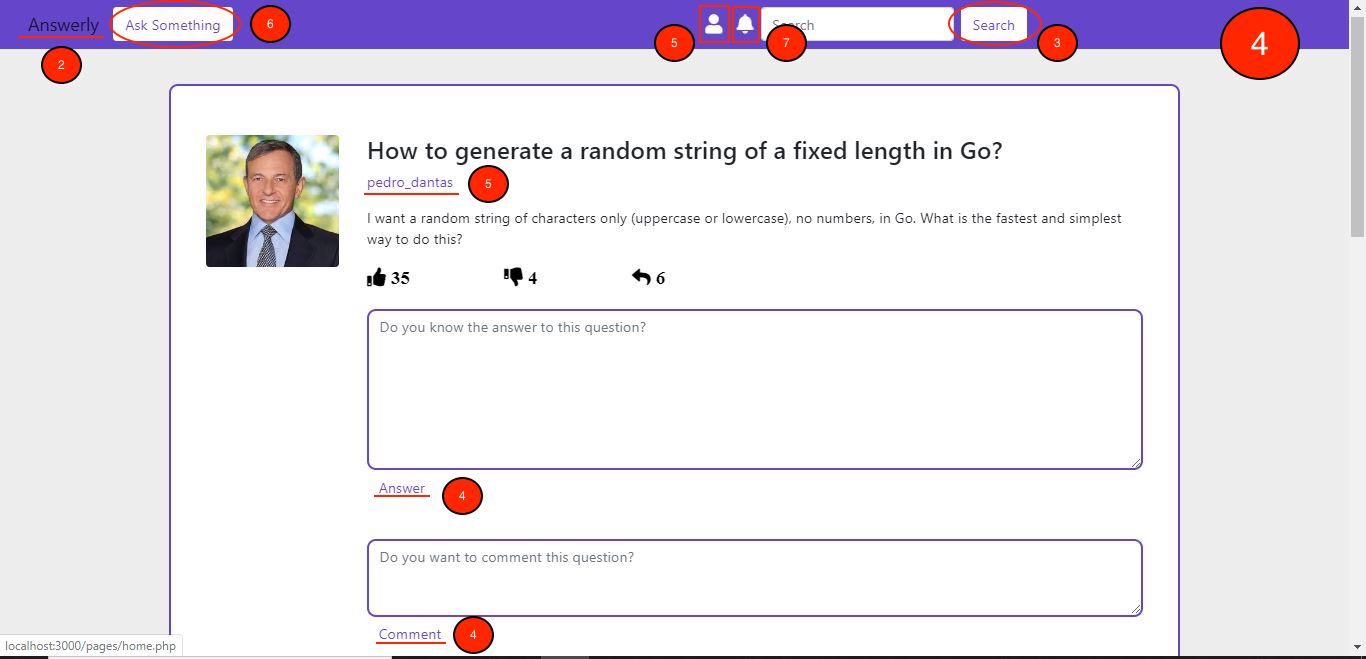 Answerly Ask Something 6 5 7 Search Search 3 4
2
How to generate a random string of a fixed length in Go?
pedro_dantas 5
I want a random string of characters only (uppercase or lowercase), no numbers, in Go. What is the fastest and simplest
way to do this?
35 4 6
Do you know the answer to this question?
Answer 4
Do you want to comment this question?
Comment 4
localhost:3000/pages/home.php